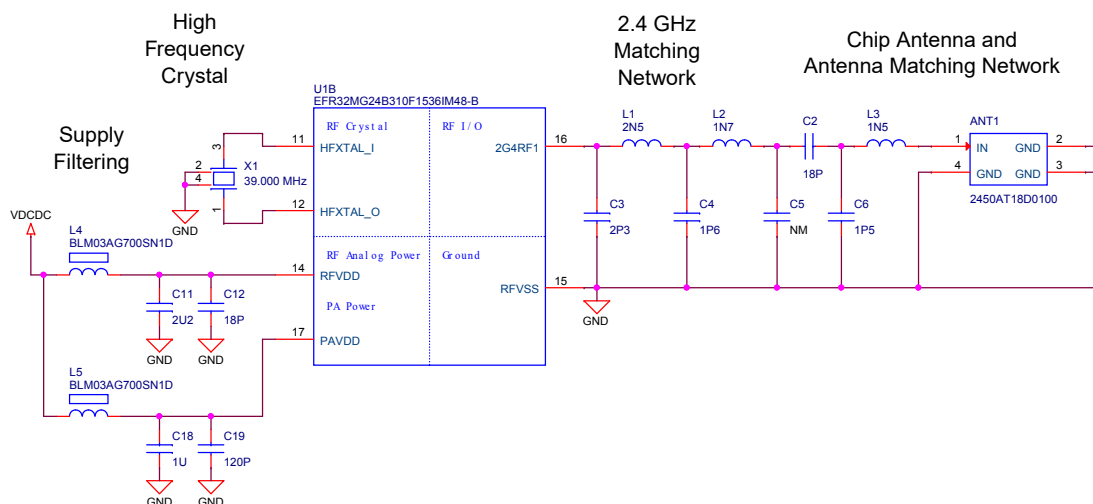 High
Frequency
Crystal
2.4 GHz
Matching
Network
Chip Antenna and
Antenna Matching Network
Supply
Filtering
U1B
EFR32MG24B310F1536IM48-B
RF Crystal
RF I/O
11
HFXTAL_I
2G4RF1
16
3
2
4
1
X1
39.000 MHz
12
HFXTAL_O
GND
RF Analog Power
Ground
14
RFVDD
RFVSS
15
PA Power
17
PAVDD
VDCDC
L4
BLM03AG700SN1D
C11
2U2
C12
18P
GND
GND
L5
BLM03AG700SN1D
C18
1U
C19
120P
GND
GND
L1
2N5
L2
1N7
C2
18P
L3
1N5
C3
2P3
C4
1P6
C5
NM
C6
1P5
GND
ANT1
1
IN
GND
2
4
GND
GND
3
2450AT18D0100